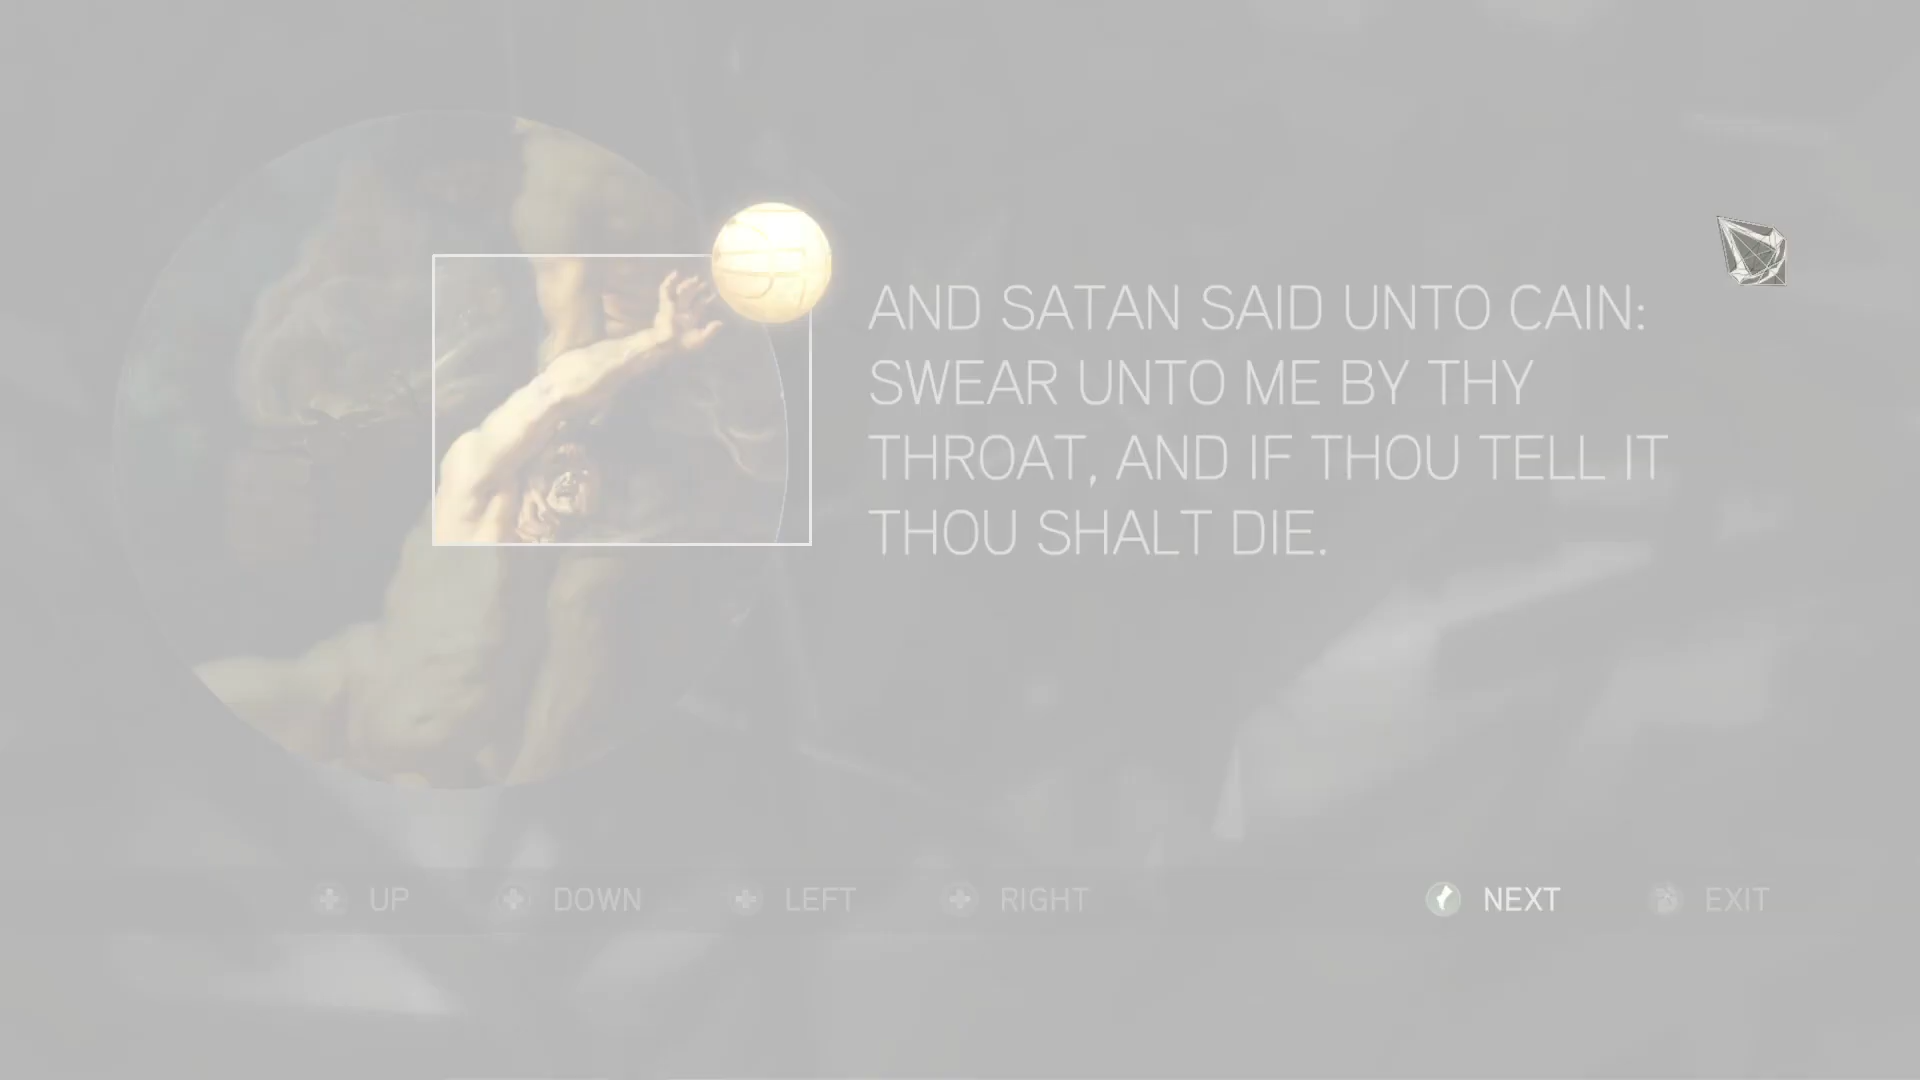 AND SATAN SAID UNTO CAIN:
SWEAR UNTO ME BY THY
THROAT, AND IF THOU TELL IT
THOU SHALT DIE.
UP DOWN LEFT RIGHT NEXT EXIT